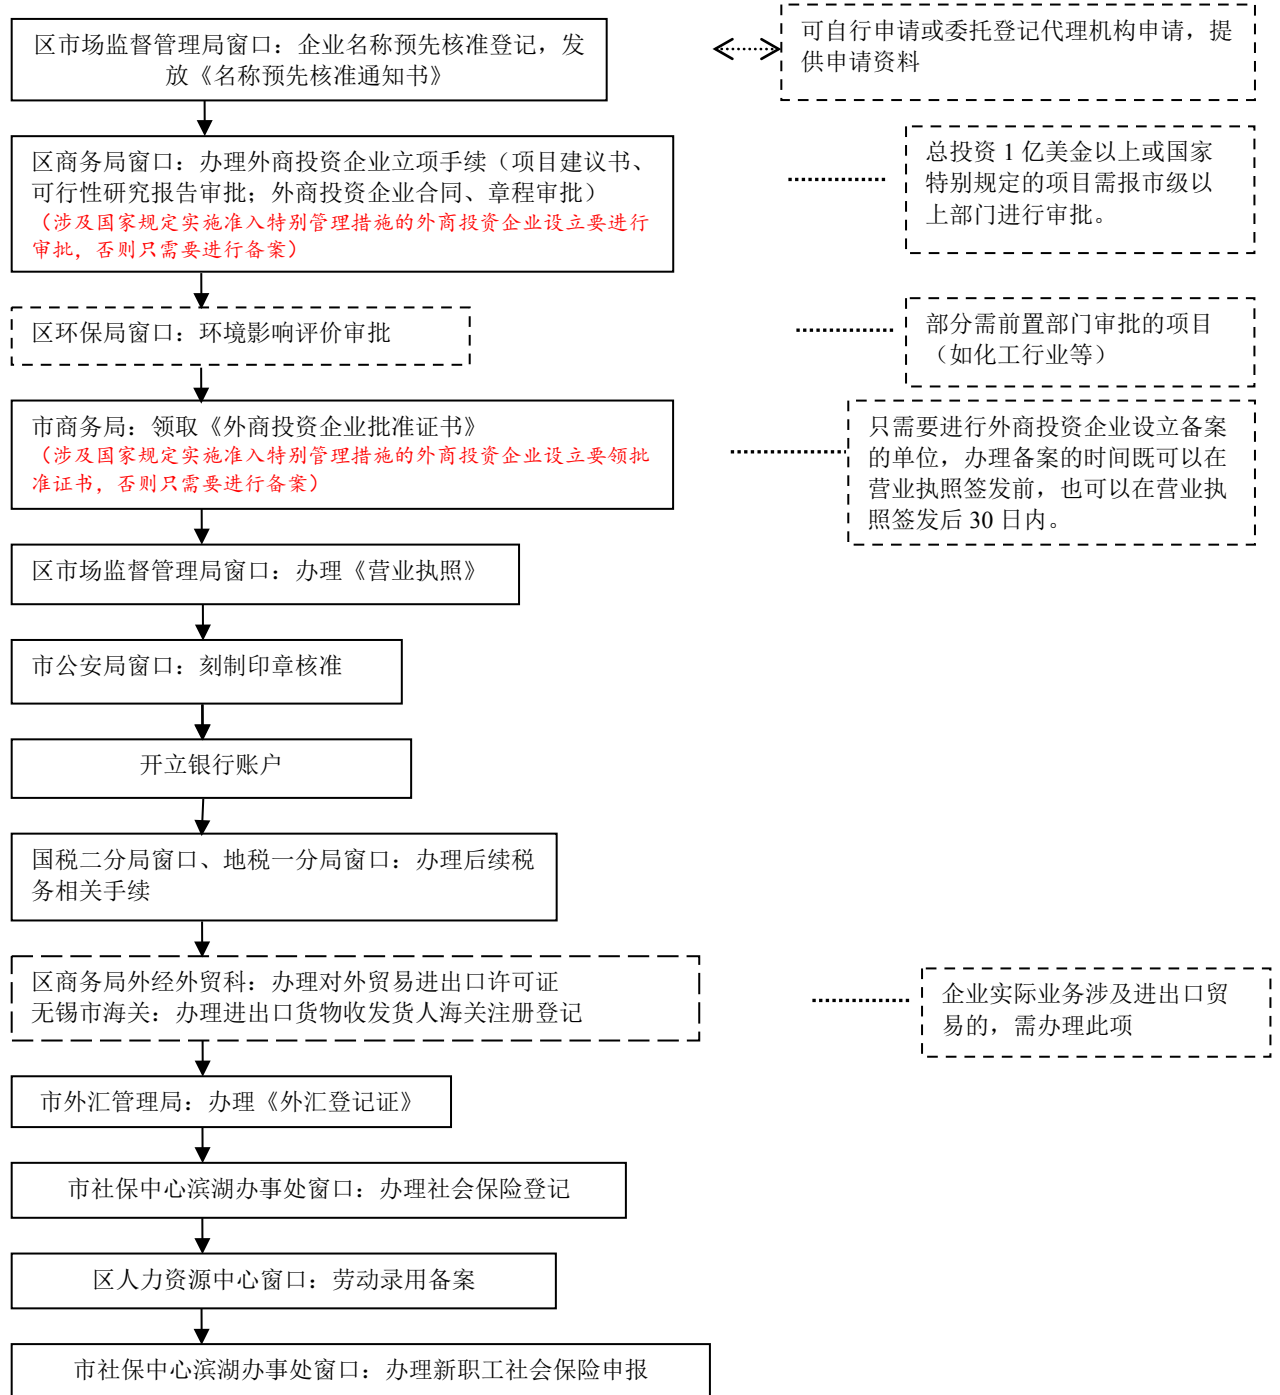 区市场监督管理局窗口：企业名称预先核准登记，发
放《名称预先核准通知书》
可自行申请或委托登记代理机构申请，提
供申请资料
区商务局窗口：办理外商投资企业立项手续（项目建议书、
可行性研究报告审批；外商投资企业合同、章程审批）
（涉及国家规定实施准入特别管理措施的外商投资企业设立要进行
审批，否则只需要进行备案）
总投资 1 亿美金以上或国家
特别规定的项目需报市级以
上部门进行审批。
区环保局窗口：环境影响评价审批
部分需前置部门审批的项目
（如化工行业等）
市商务局：领取《外商投资企业批准证书》
（涉及国家规定实施准入特别管理措施的外商投资企业设立要领批
准证书，否则只需要进行备案）
只需要进行外商投资企业设立备案
的单位，办理备案的时间既可以在
营业执照签发前，也可以在营业执
照签发后 30 日内。
区市场监督管理局窗口：办理《营业执照》
市公安局窗口：刻制印章核准
开立银行账户
国税二分局窗口、地税一分局窗口：办理后续税
务相关手续
区商务局外经外贸科：办理对外贸易进出口许可证
无锡市海关：办理进出口货物收发货人海关注册登记
企业实际业务涉及进出口贸
易的，需办理此项
市外汇管理局：办理《外汇登记证》
市社保中心滨湖办事处窗口：办理社会保险登记
区人力资源中心窗口：劳动录用备案
市社保中心滨湖办事处窗口：办理新职工社会保险申报